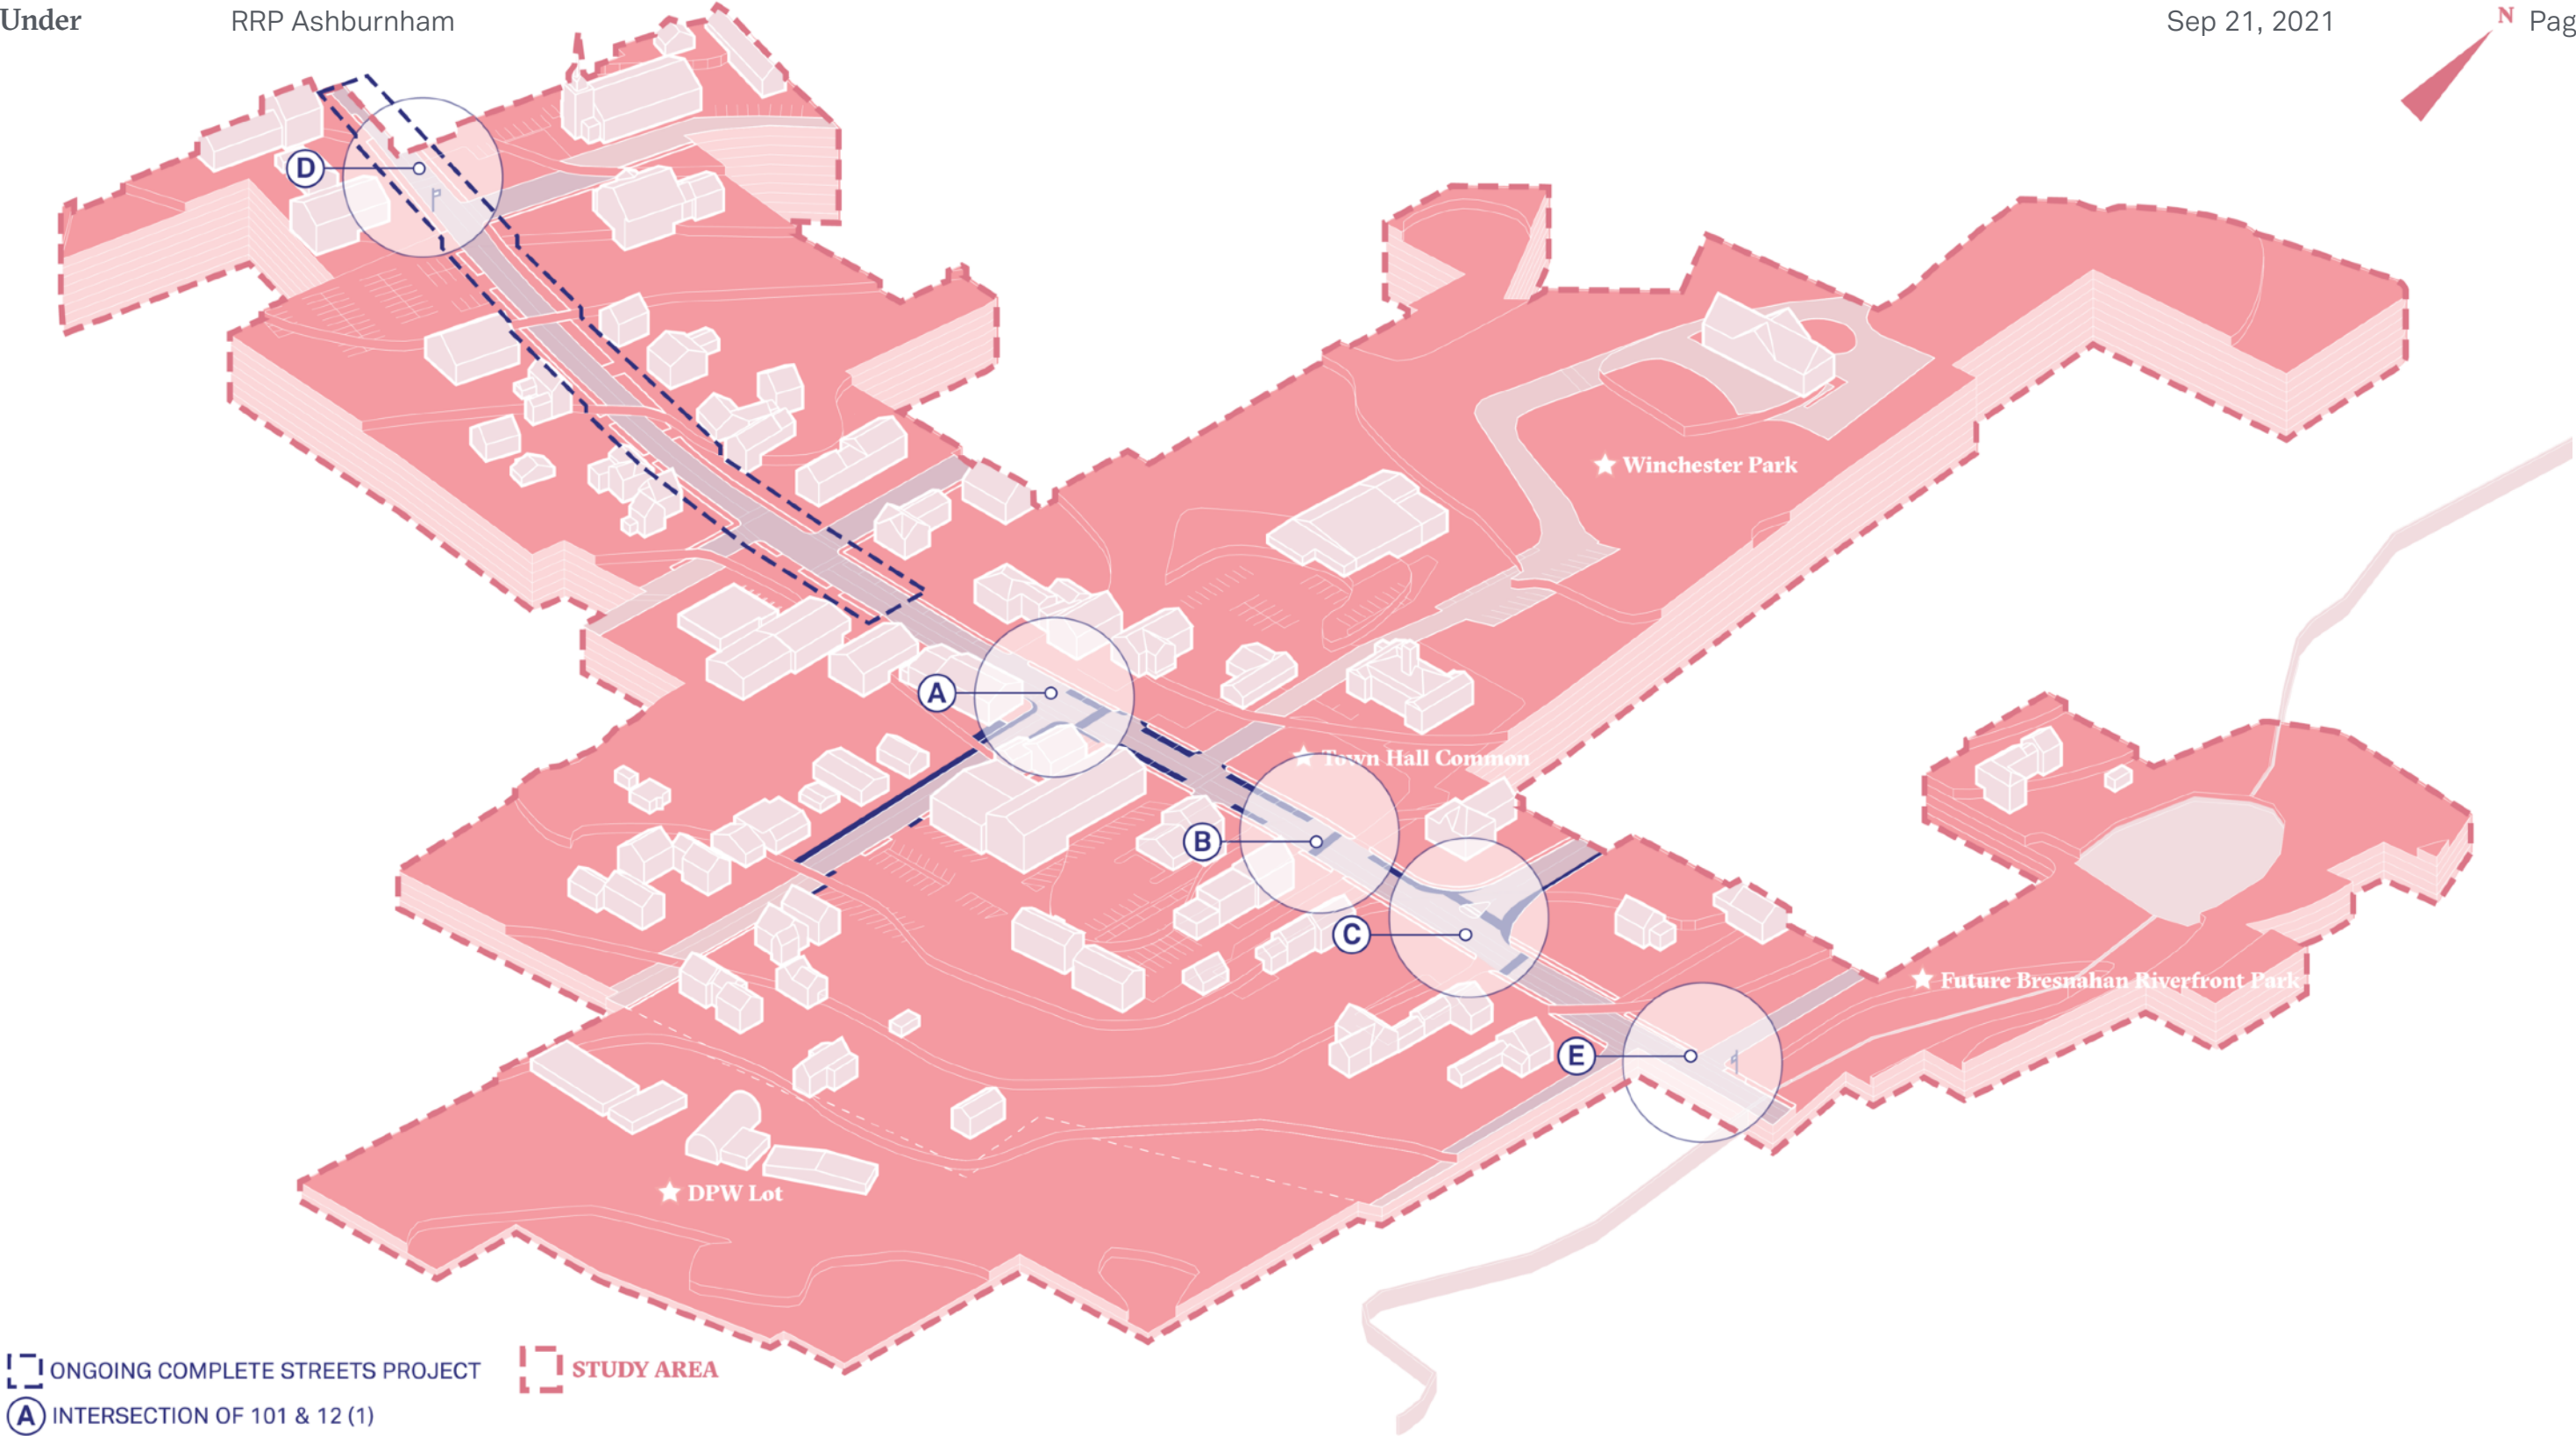 Under RRP Ashburnham Sep 21, 2021 Pag
N
D
Winchester Park
A
Town Hall Common
B
C
Future Bresnahan Riverfront Park
E
DPW Lot
ONGOING COMPLETE STREETS PROJECT STUDY AREA
A INTERSECTION OF 101 & 12 (1)